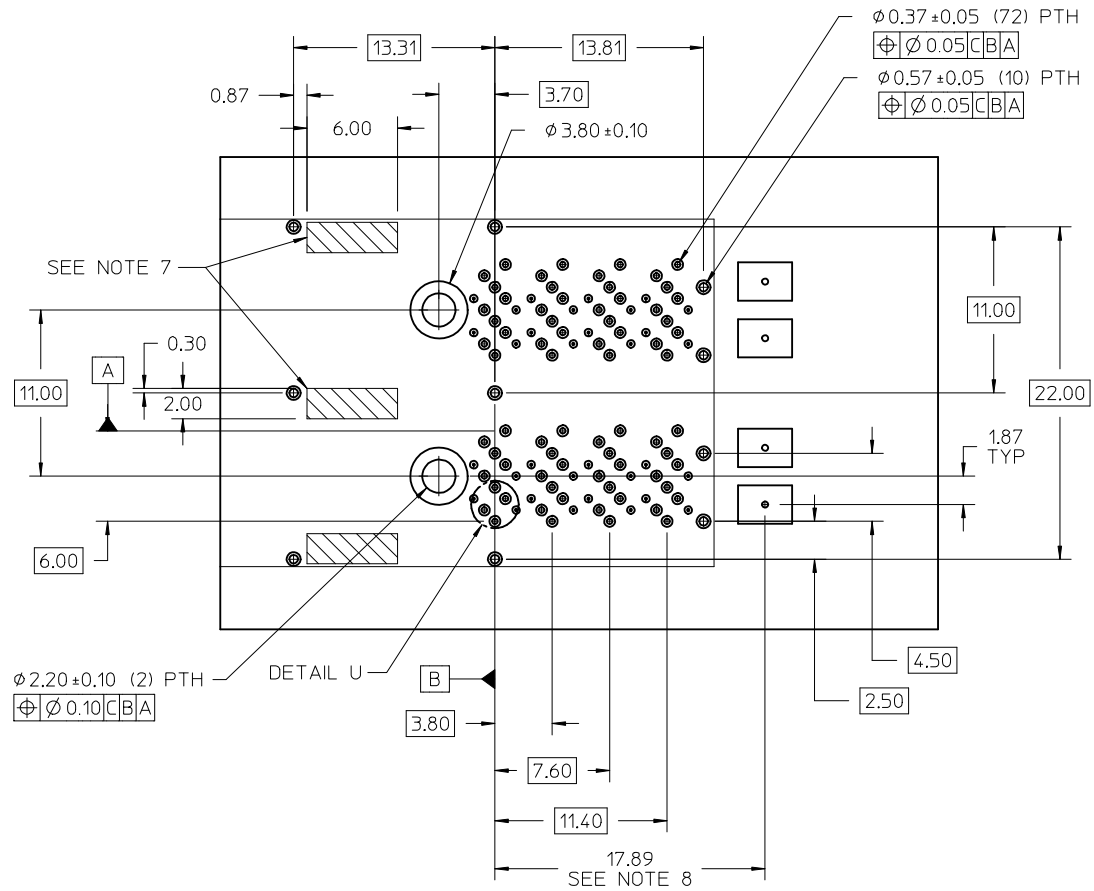 ⌀0.37±0.05 (72) PTH
⌖ ⌀0.05 C B A
⌀0.57±0.05 (10) PTH
⌖ ⌀0.05 C B A
13.31
13.81
0.87
3.70
6.00
⌀3.80±0.10
SEE NOTE 7
11.00
0.30
A
11.00
2.00
22.00
1.87
TYP
6.00
4.50
DETAIL U
⌀2.20±0.10 (2) PTH
⌖ ⌀0.10 C B A
B
2.50
3.80
7.60
11.40
17.89
SEE NOTE 8